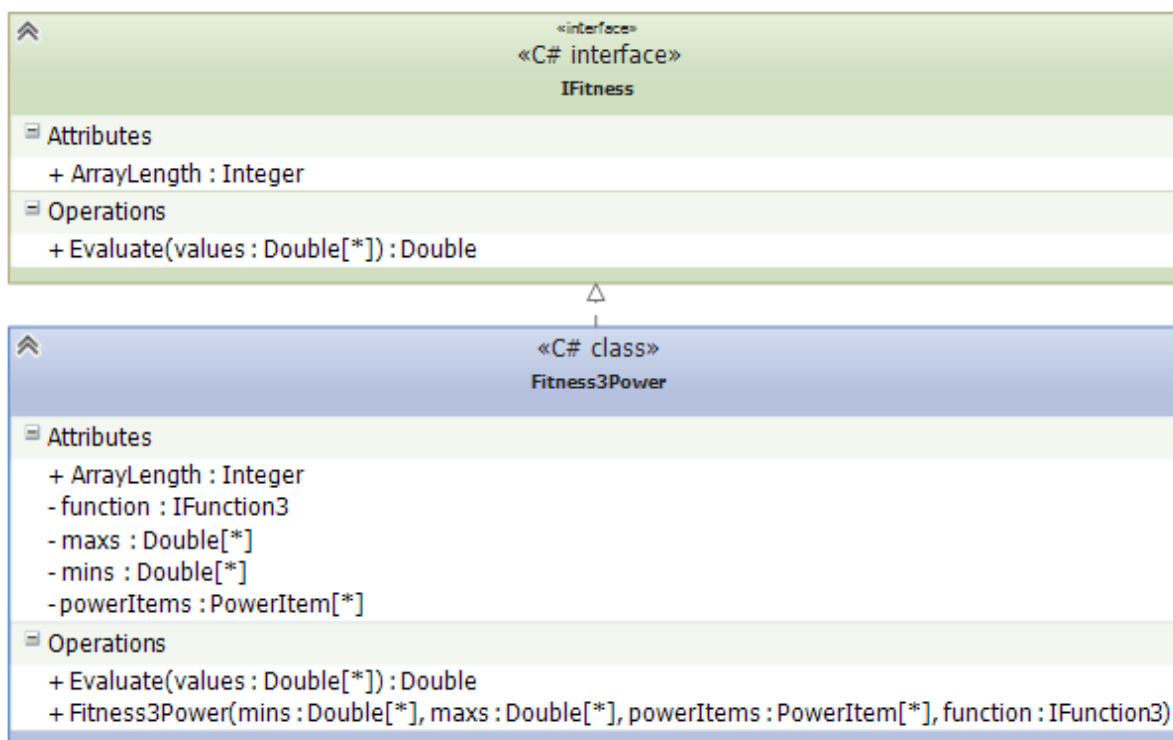 «interface»
«C# interface»
IFitness
Attributes
+ ArrayLength : Integer
Operations
+ Evaluate(values : Double[*]) : Double
«C# class»
Fitness3Power
Attributes
+ ArrayLength : Integer
- function : IFunction3
- maxs : Double[*]
- mins : Double[*]
- powerItems : PowerItem[*]
Operations
+ Evaluate(values : Double[*]) : Double
+ Fitness3Power(mins : Double[*], maxs : Double[*], powerItems : PowerItem[*], function : IFunction3)